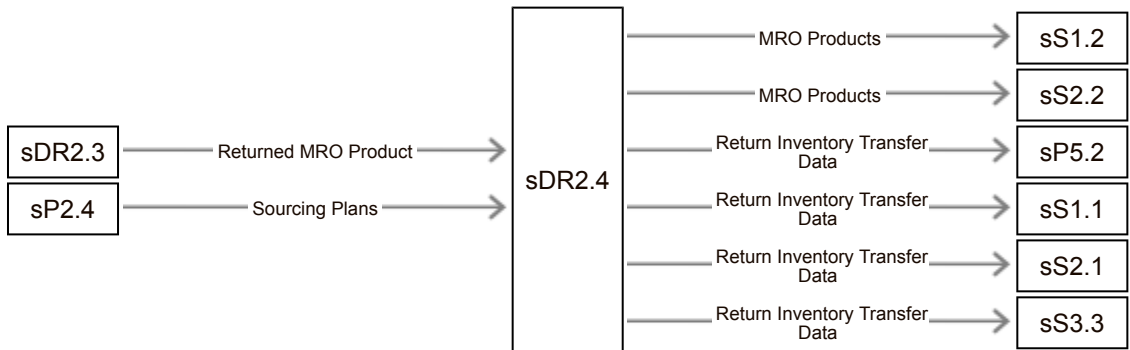 MRO Products
sS1.2
MRO Products
sS2.2
sDR2.3
Returned MRO Product
Return Inventory Transfer
Data
sP5.2
sDR2.4
sP2.4
Sourcing Plans
Return Inventory Transfer
Data
sS1.1
Return Inventory Transfer
Data
sS2.1
Return Inventory Transfer
Data
sS3.3